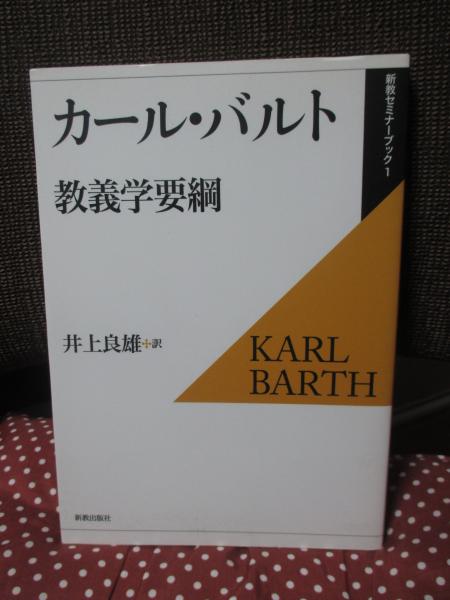 カール・バルト
教義学要綱
井上良雄✢訳
新教セミナーブック1
KARL
BARTH
新教出版社